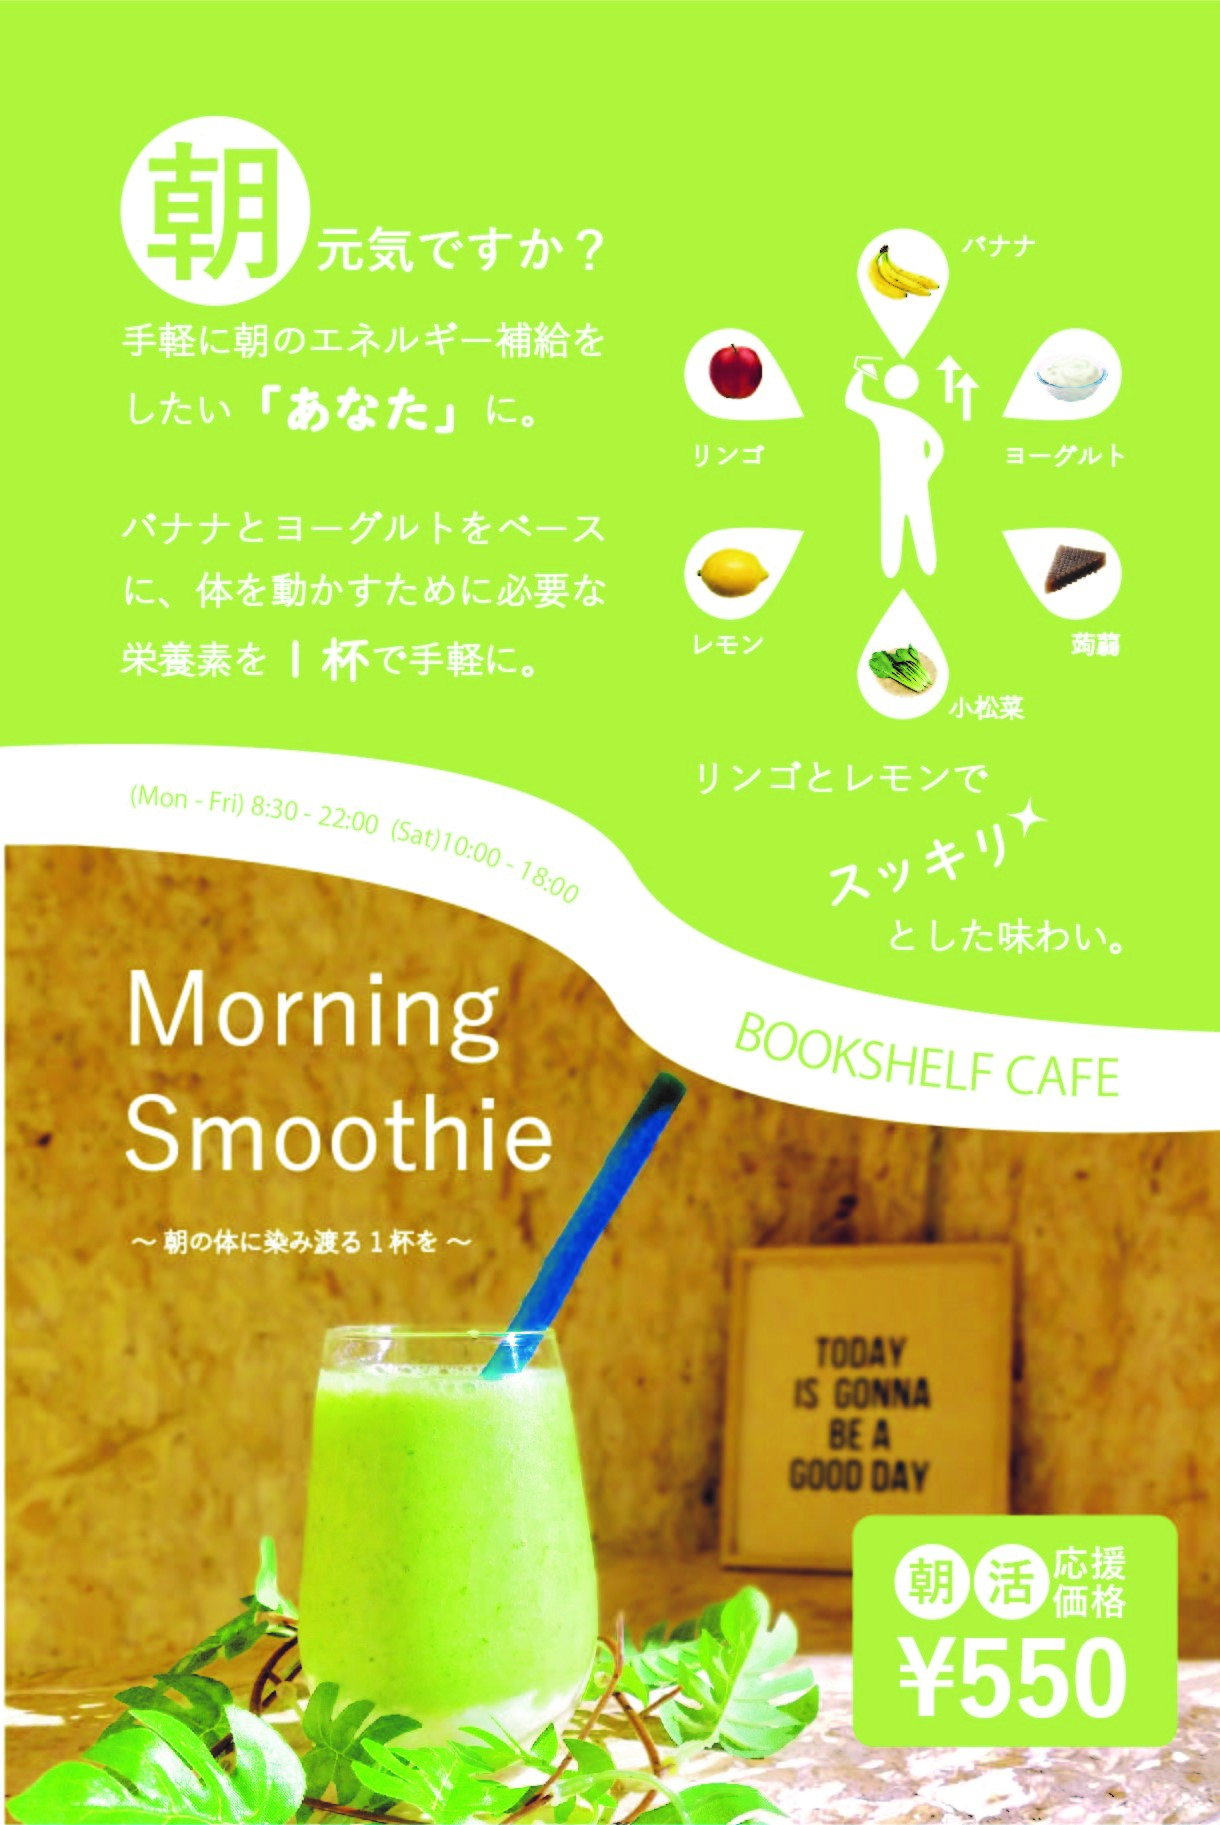 朝元気ですか？
手軽に朝のエネルギー補給を
したい「あなた」に。
バナナとヨーグルトをベース
に、体を動かすために必要な
栄養素を1杯で手軽に。
バナナ
リンゴ
ヨーグルト
レモン
蒟蒻
小松菜
リンゴとレモンで
スッキリ
とした味わい。
(Mon - Fri) 8:30 - 22:00 (Sat)10:00 - 18:00
BOOKSHELF CAFE
Morning
Smoothie
～ 朝の体に染み渡る1杯を ～
TODAY
IS GONNA
BE A
GOOD DAY
朝活応援
価格
¥550